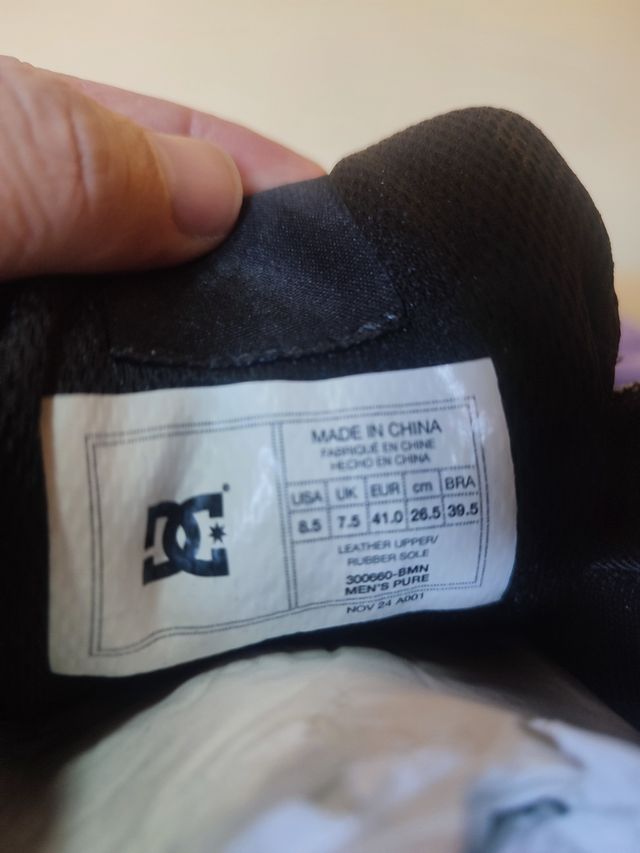 DC
MADE IN CHINA
FABRIQUÉ EN CHINE
HECHO EN CHINA
USA UK EUR cm BRA
8.5 7.5 41.0 26.5 39.5
LEATHER UPPER/
RUBBER SOLE
300660-BMN
MEN'S PURE
NOV 24 A001